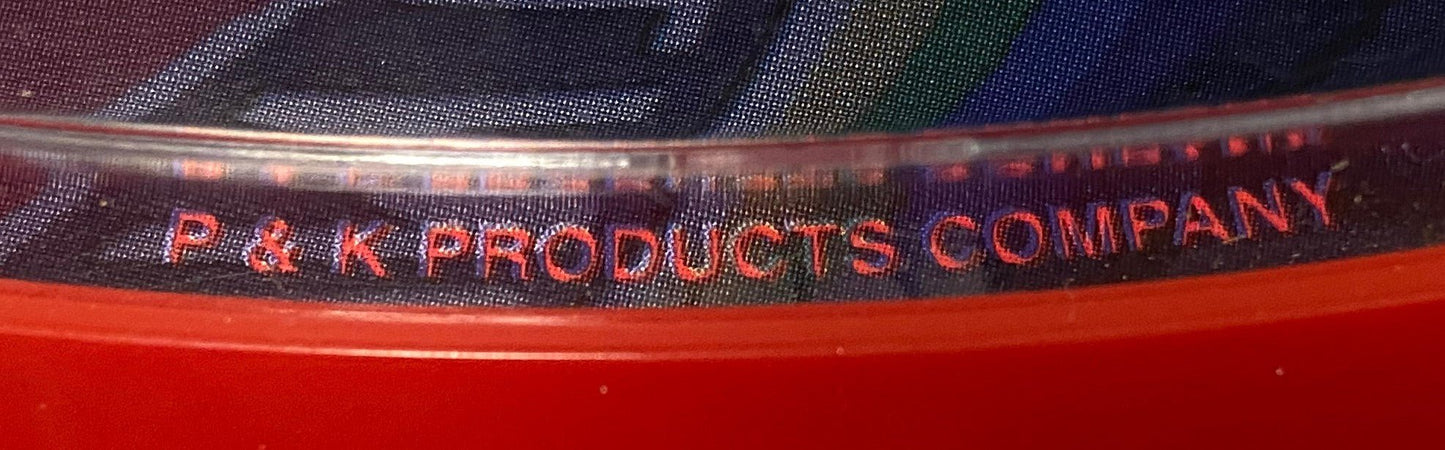 P & K PRODUCTS COMPANY